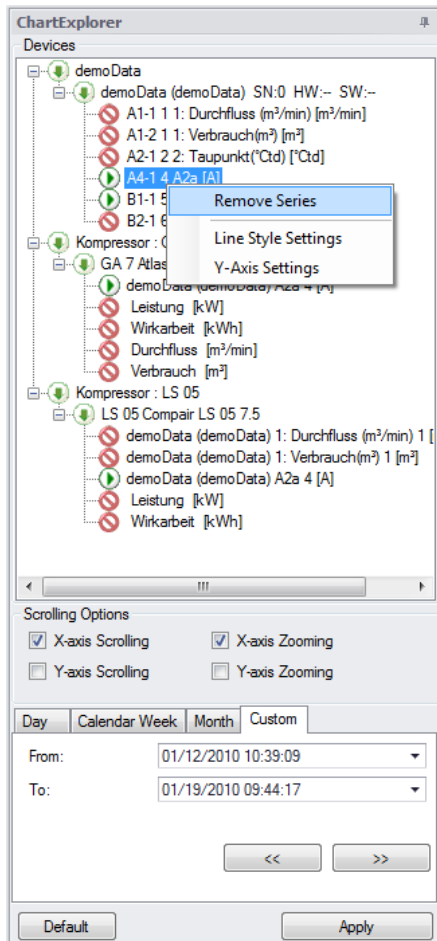 ChartExplorer
Devices
demoData
demoData (demoData) SN:0 HW:-- SW:--
A1-1 1 1: Durchfluss (m³/min) [m³/min]
A1-2 1 1: Verbrauch(m³) [m³]
A2-1 2 2: Taupunkt(°Ctd) [°Ctd]
A4-1 4 A2a [A]
B1-1 5
Remove Series
B2-1 6
Line Style Settings
Kompressor :
GA 7 Atlas
Y-Axis Settings
demoData (demoData) A2a 4 [A]
Leistung [kW]
Wirkarbeit [kWh]
Durchfluss [m³/min]
Verbrauch [m³]
Kompressor : LS 05
LS 05 Compair LS 05 7.5
demoData (demoData) 1: Durchfluss (m³/min) 1 [
demoData (demoData) 1: Verbrauch(m³) 1 [m³]
demoData (demoData) A2a 4 [A]
Leistung [kW]
Wirkarbeit [kWh]
Scrolling Options
X-axis Scrolling X-axis Zooming
Y-axis Scrolling Y-axis Zooming
Day Calendar Week Month Custom
From: 01/12/2010 10:39:09
To: 01/19/2010 09:44:17
<< >>
Default Apply